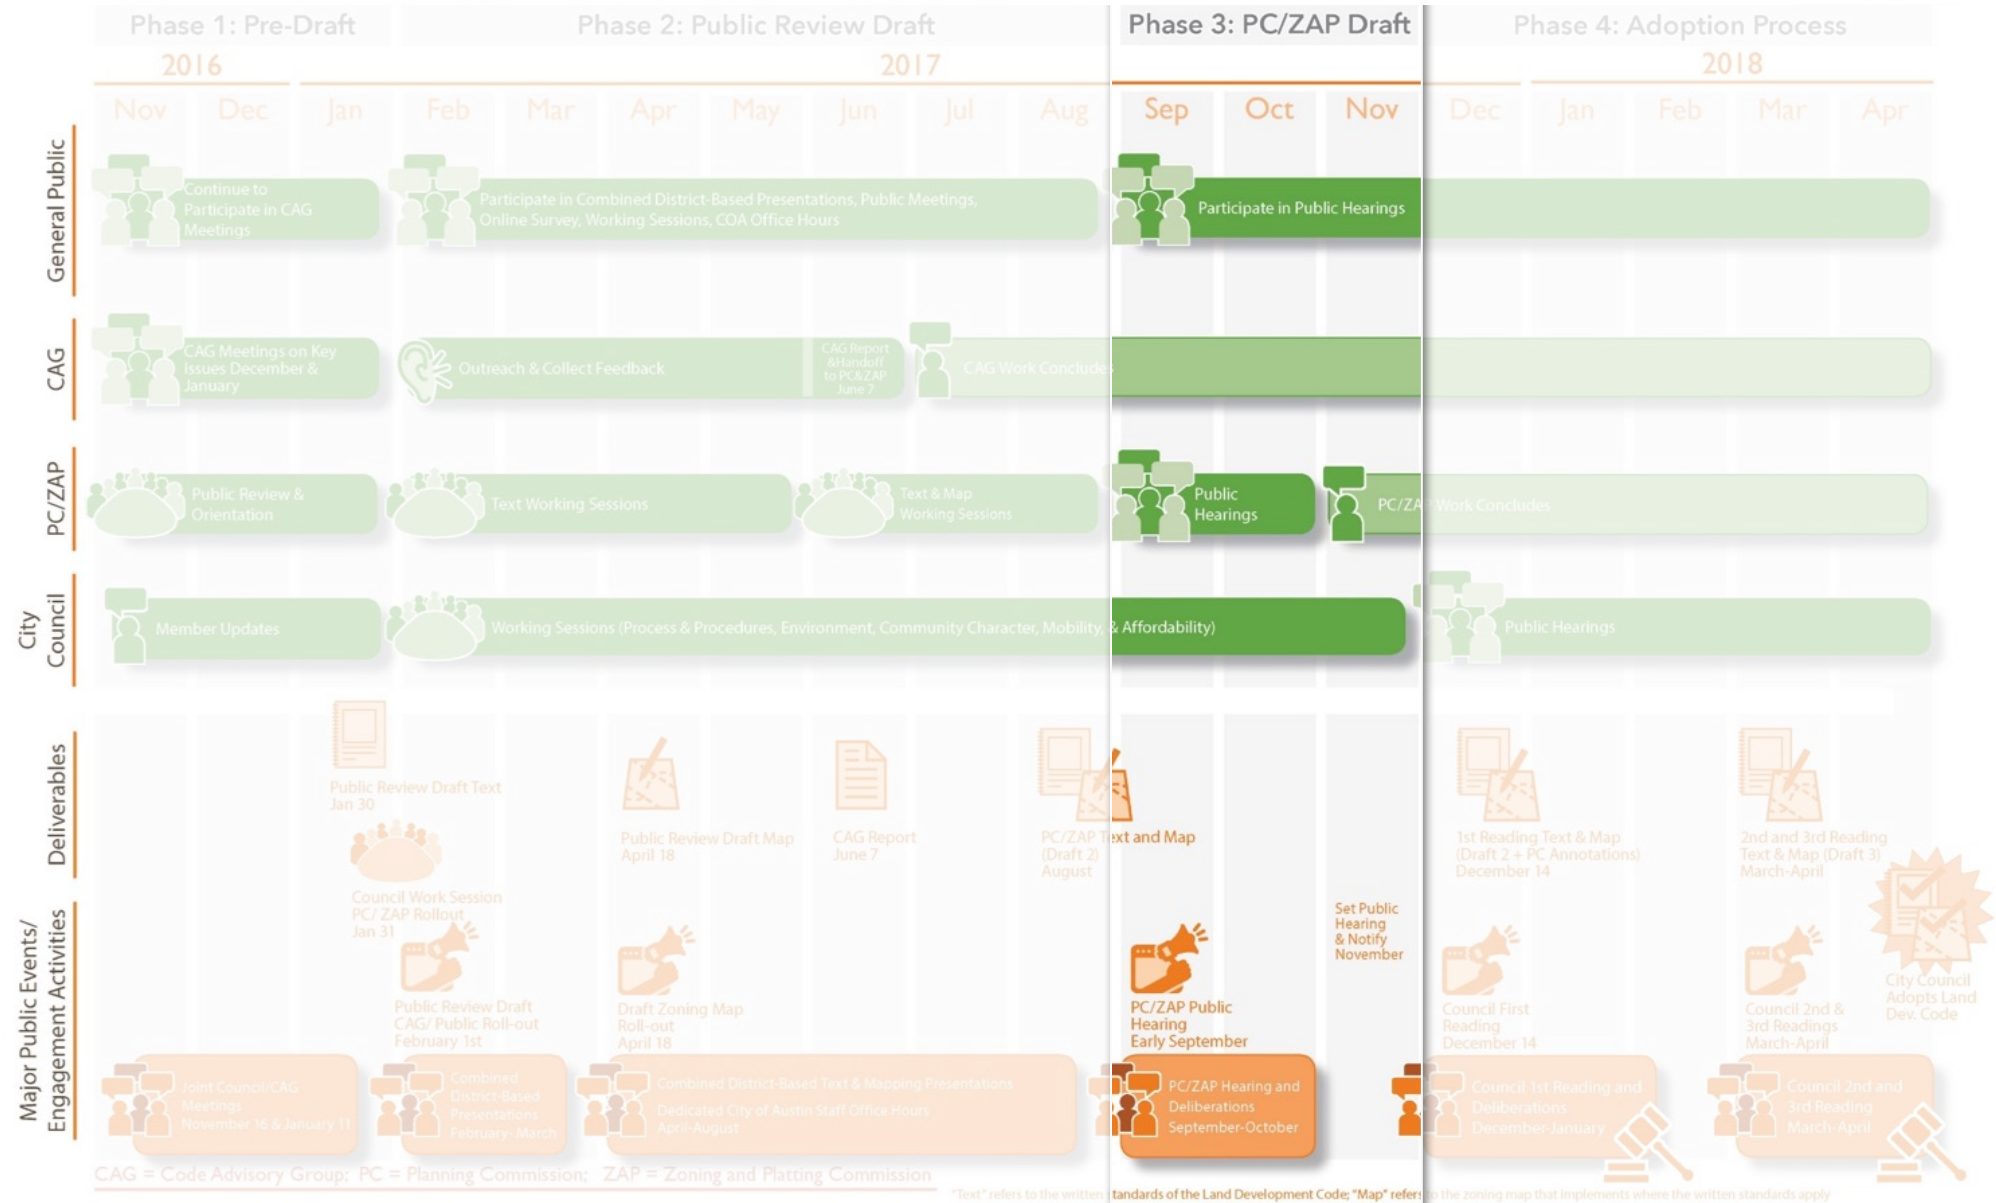 Phase 1: Pre-Draft
Phase 2: Public Review Draft
Phase 3: PC/ZAP Draft
Phase 4: Adoption Process
2016
2017
2018
Nov Dec Jan Feb Mar Apr May Jun Jul Aug Sep Oct Nov Dec Jan Feb Mar Apr
General Public
Continue to
Participate in CAG
Meetings
Participate in Combined District-Based Presentations, Public Meetings,
Online Survey, Working Sessions, COA Office Hours
Participate in Public Hearings
CAG
CAG Meetings on Key
Issues December &
January
Outreach & Collect Feedback
CAG Report
&Handoff
to PC&ZAP
June 7
CAG Work Concludes
PC/ZAP
Public Review &
Orientation
Text Working Sessions
Text & Map
Working Sessions
Public
Hearings
PC/ZAP Work Concludes
City
Council
Member Updates
Working Sessions (Process & Procedures, Environment, Community Character, Mobility, & Affordability)
Public Hearings
Deliverables
Public Review Draft Text
Jan 30
Council Work Session
PC/ ZAP Rollout
Jan 31
Public Review Draft Map
April 18
CAG Report
June 7
PC/ZAP Text and Map
(Draft 2)
August
1st Reading Text & Map
(Draft 2 + PC Annotations)
December 14
2nd and 3rd Reading
Text & Map (Draft 3)
March-April
Major Public Events/
Engagement Activities
Public Review Draft
CAG/ Public Roll-out
February 1st
Draft Zoning Map
Roll-out
April 18
PC/ZAP Public
Hearing
Early September
Set Public
Hearing
& Notify
November
Council First
Reading
December 14
Council 2nd &
3rd Readings
March-April
City Council
Adopts Land
Dev. Code
Joint Council/CAG
Meetings
November 16 & January 11
Combined
District-Based
Presentations
February- March
Combined District-Based Text & Mapping Presentations
Dedicated City of Austin Staff Office Hours
April-August
PC/ZAP Hearing and
Deliberations
September-October
Council 1st Reading and
Deliberations
December-January
Council 2nd and
3rd Reading
March-April
CAG = Code Advisory Group; PC = Planning Commission; ZAP = Zoning and Platting Commission
"Text" refers to the written standards of the Land Development Code; "Map" refers to the zoning map that implements where the written standards apply